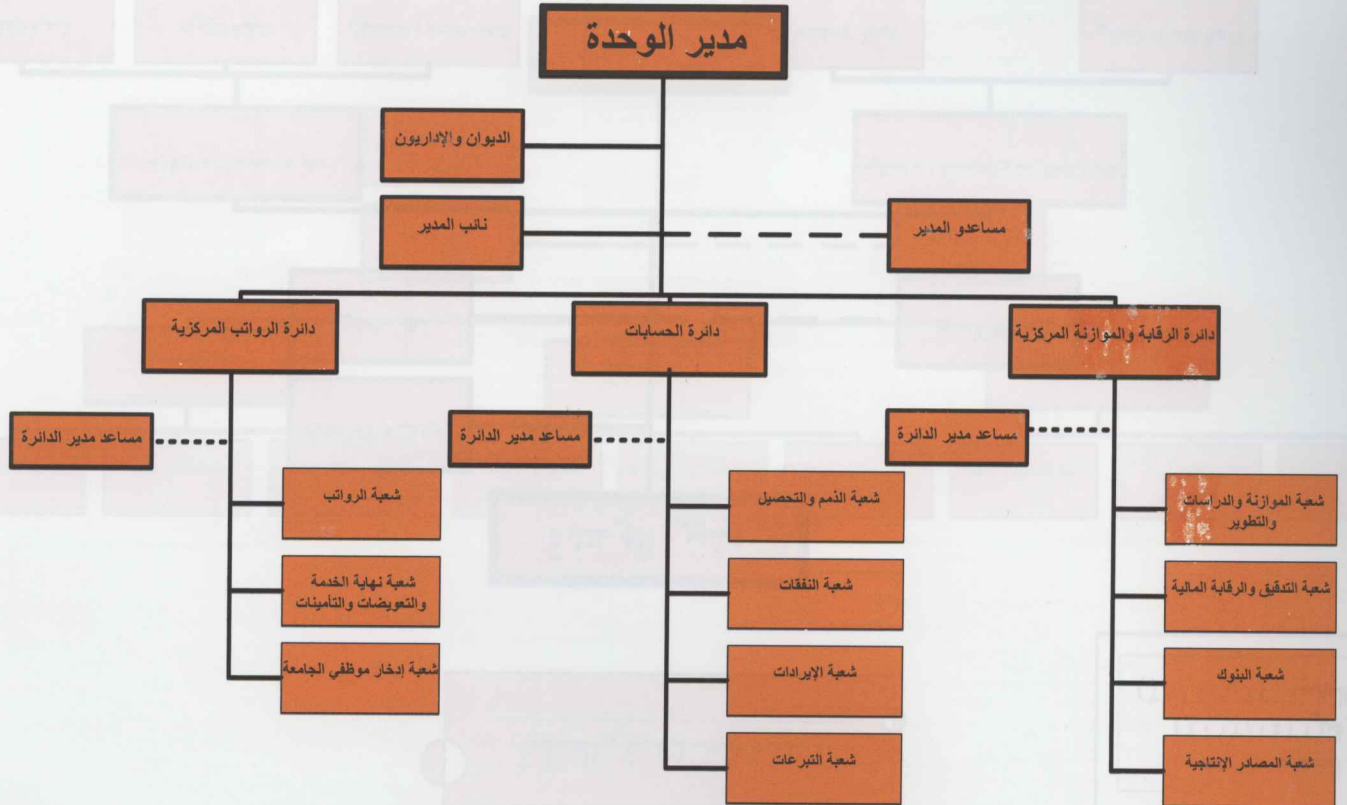 مدير الوحدة
الديوان والإداريون
نائب المدير
مساعدو المدير
دائرة الرقابة والموازنة المركزية
دائرة الحسابات
دائرة الرواتب المركزية
مساعد مدير الدائرة
مساعد مدير الدائرة
مساعد مدير الدائرة
شعبة الموازنة والدراسات
والتطوير
شعبة التدقيق والرقابة المالية
شعبة البنوك
شعبة المصادر الإنتاجية
شعبة الذمم والتحصيل
شعبة النفقات
شعبة الإيرادات
شعبة التبرعات
شعبة الرواتب
شعبة نهاية الخدمة
والتعويضات والتأمينات
شعبة إدخار موظفي الجامعة